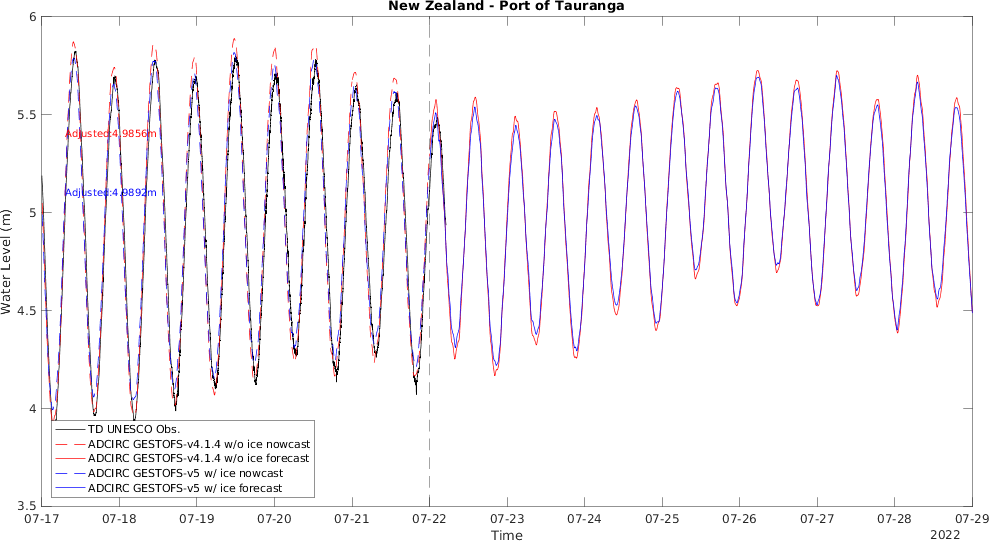 New Zealand - Port of Tauranga
Water Level (m)
6
5.5
5
4.5
4
3.5
Adjusted:4.9856m
Adjusted:4.9892m
TD UNESCO Obs.
ADCIRC GESTOFS-v4.1.4 w/o ice nowcast
ADCIRC GESTOFS-v4.1.4 w/o ice forecast
ADCIRC GESTOFS-v5 w/ ice nowcast
ADCIRC GESTOFS-v5 w/ ice forecast
07-17 07-18 07-19 07-20 07-21 07-22 07-23 07-24 07-25 07-26 07-27 07-28 07-29
Time
2022